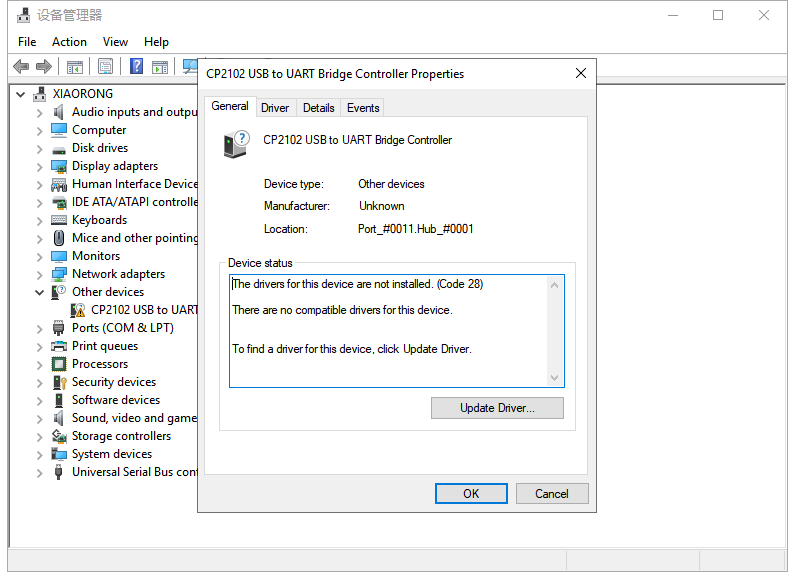 设备管理器
File Action View Help
CP2102 USB to UART Bridge Controller Properties
XIAORONG
Audio inputs and outpu
Computer
Disk drives
Display adapters
Human Interface Device
IDE ATA/ATAPI controlle
Keyboards
Mice and other pointing
Monitors
Network adapters
Other devices
CP2102 USB to UART
Ports (COM & LPT)
Print queues
Processors
Security devices
Software devices
Sound, video and game
Storage controllers
System devices
Universal Serial Bus cont
General Driver Details Events
CP2102 USB to UART Bridge Controller
Device type: Other devices
Manufacturer: Unknown
Location: Port_#0011.Hub_#0001
Device status
The drivers for this device are not installed. (Code 28)
There are no compatible drivers for this device.
To find a driver for this device, click Update Driver.
Update Driver...
OK Cancel